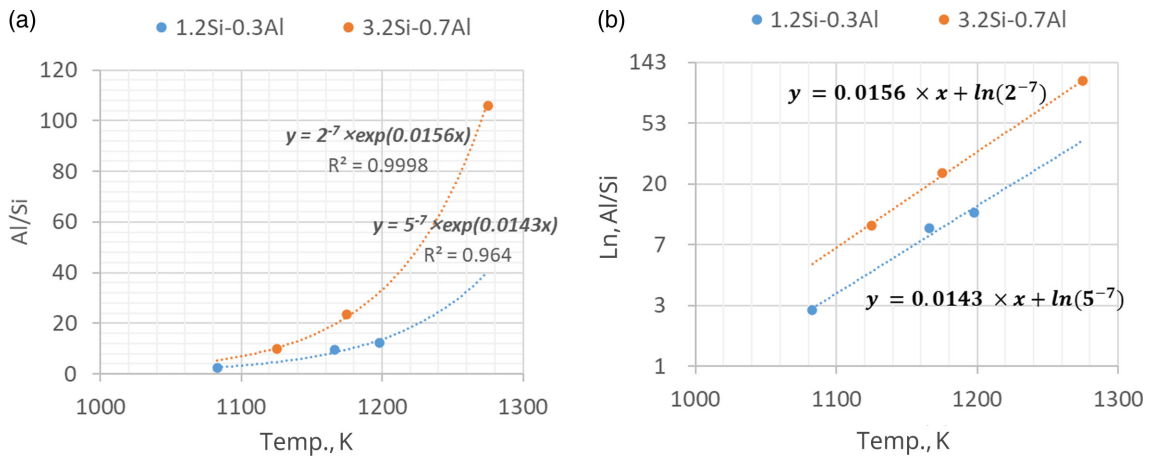 (a)
1.2Si-0.3Al 3.2Si-0.7Al
120
100
80
60
40
20
0
Al/Si
y = 2⁻⁷ ×exp(0.0156x)
R² = 0.9998
y = 5⁻⁷ ×exp(0.0143x)
R² = 0.964
1000 1100 1200 1300
Temp., K
(b)
1.2Si-0.3Al 3.2Si-0.7Al
143
53
20
7
3
1
Ln, Al/Si
y = 0.0156 × x + ln(2⁻⁷)
y = 0.0143 × x + ln(5⁻⁷)
1000 1100 1200 1300
Temp., K